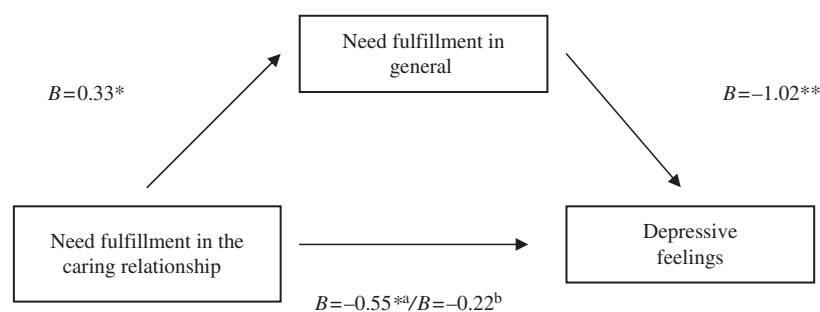 Need fulfillment in
general
B=0.33*
B=–1.02**
Need fulfillment in the
caring relationship
Depressive
feelings
B=–0.55*ᵃ/B=–0.22ᵇ